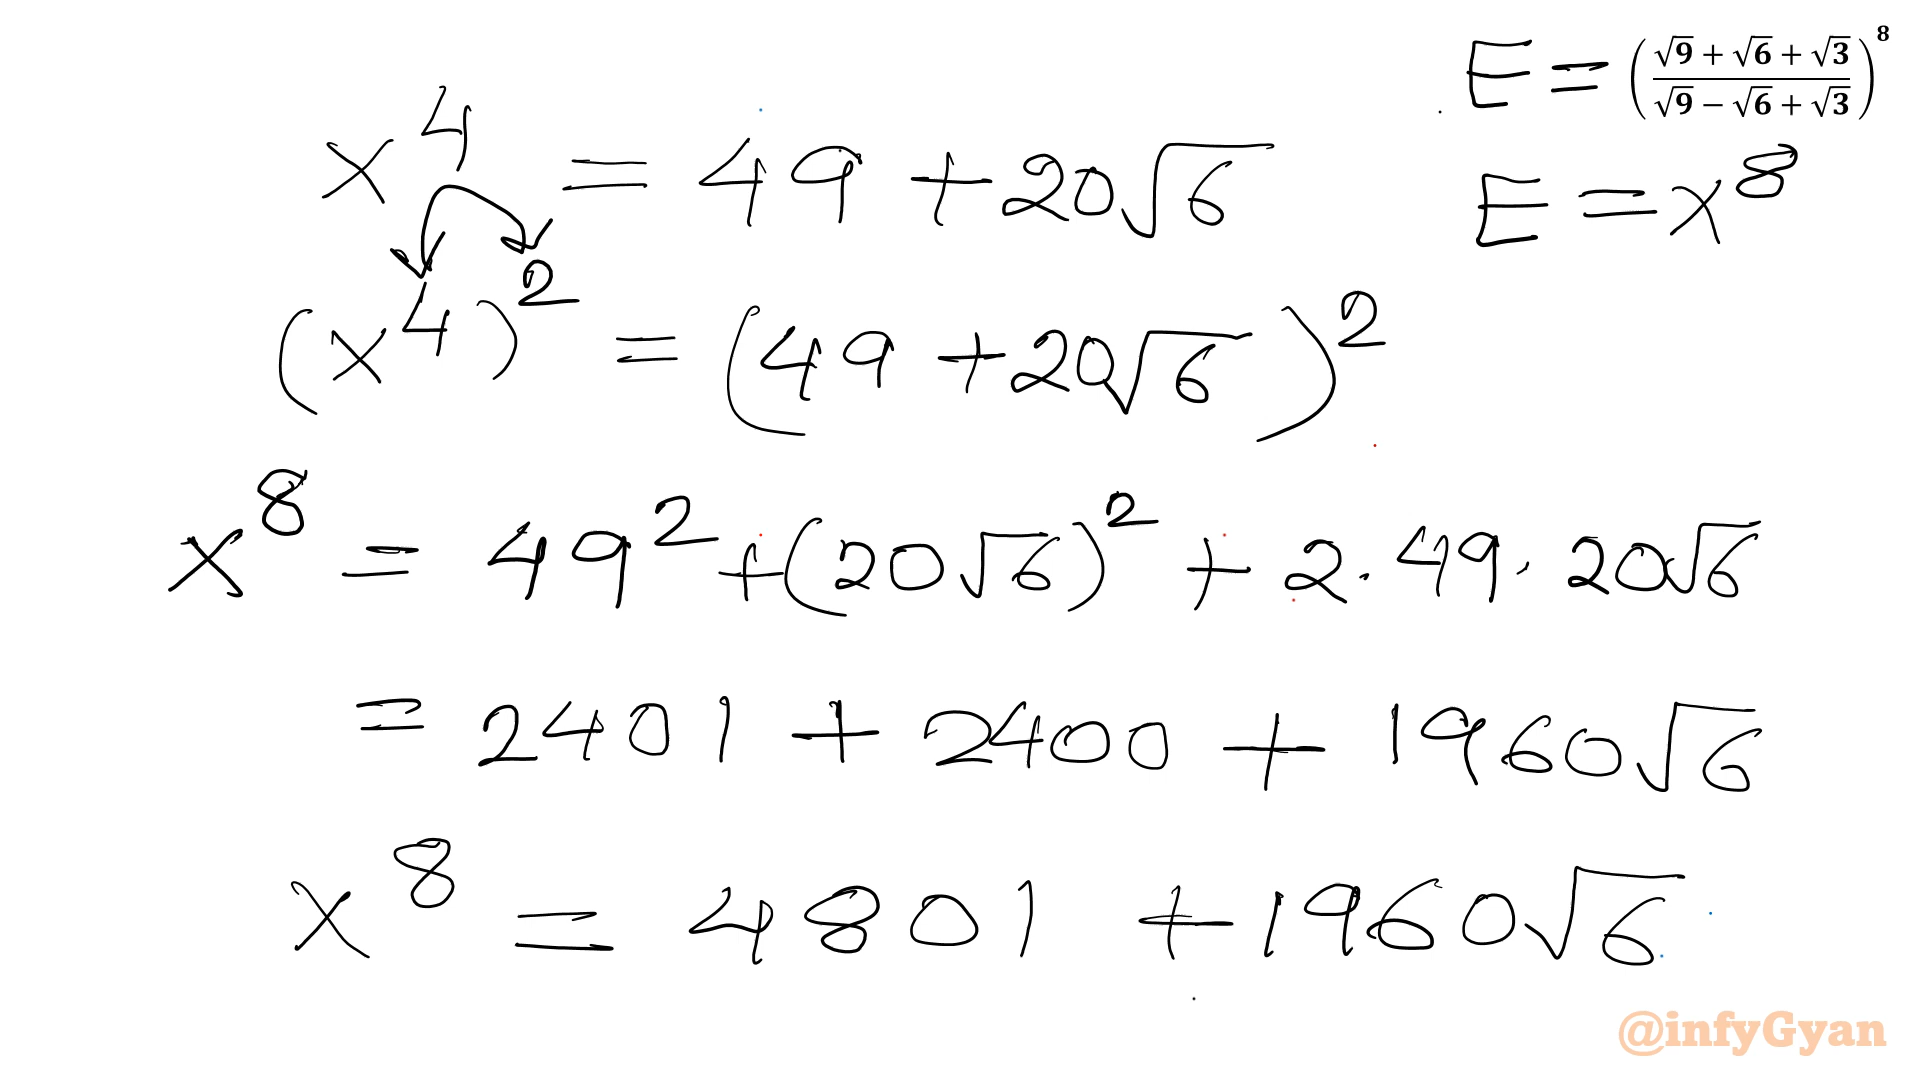 E = ((√9 + √6 + √3)/(√9 − √6 + √3))^8
x^4 = 49 + 20√6
E = x^8
(x^4)^2 = (49 + 20√6)^2
x^8 = 49^2 + (20√6)^2 + 2.49.20√6
= 2401 + 2400 + 1960√6
x^8 = 4801 + 1960√6
@infyGyan